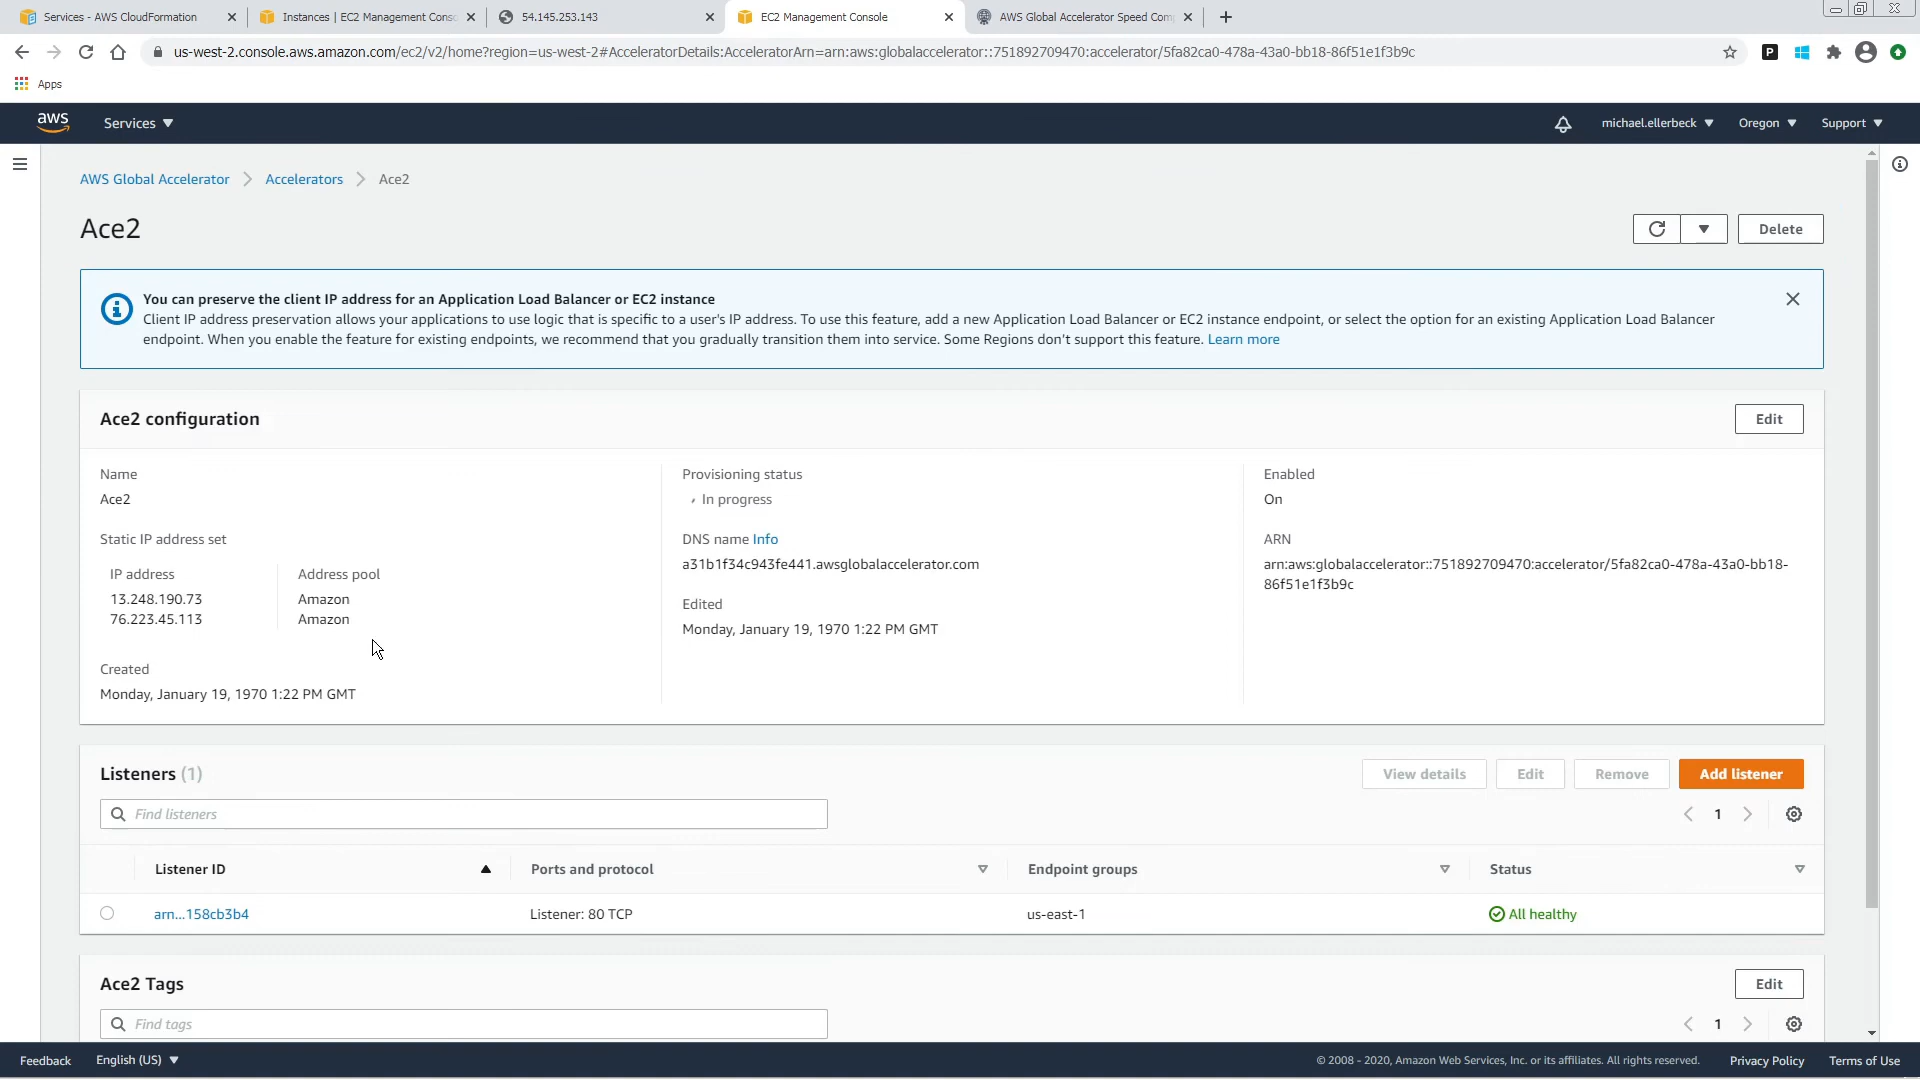 Services - AWS CloudFormation
Instances | EC2 Management Consc
54.145.253.143
EC2 Management Console
AWS Global Accelerator Speed Com
us-west-2.console.aws.amazon.com/ec2/v2/home?region=us-west-2#AcceleratorDetails:AcceleratorArn=arn:aws:globalaccelerator::751892709470:accelerator/5fa82ca0-478a-43a0-bb18-86f51e1f3b9c
P
Apps
aws
Services
michael.ellerbeck
Oregon
Support
AWS Global Accelerator
Accelerators
Ace2
Ace2
Delete
You can preserve the client IP address for an Application Load Balancer or EC2 instance
Client IP address preservation allows your applications to use logic that is specific to a user's IP address. To use this feature, add a new Application Load Balancer or EC2 instance endpoint, or select the option for an existing Application Load Balancer
endpoint. When you enable the feature for existing endpoints, we recommend that you gradually transition them into service. Some Regions don't support this feature. Learn more
Ace2 configuration
Edit
Name
Ace2
Static IP address set
IP address
Address pool
13.248.190.73
Amazon
76.223.45.113
Amazon
Created
Monday, January 19, 1970 1:22 PM GMT
Provisioning status
In progress
DNS name Info
a31b1f34c943fe441.awsglobalaccelerator.com
Edited
Monday, January 19, 1970 1:22 PM GMT
Enabled
On
ARN
arn:aws:globalaccelerator::751892709470:accelerator/5fa82ca0-478a-43a0-bb18-
86f51e1f3b9c
Listeners (1)
View details
Edit
Remove
Add listener
Find listeners
1
Listener ID
Ports and protocol
Endpoint groups
Status
arn...158cb3b4
Listener: 80 TCP
us-east-1
All healthy
Ace2 Tags
Edit
Find tags
1
Feedback
English (US)
© 2008 - 2020, Amazon Web Services, Inc. or its affiliates. All rights reserved.
Privacy Policy
Terms of Use